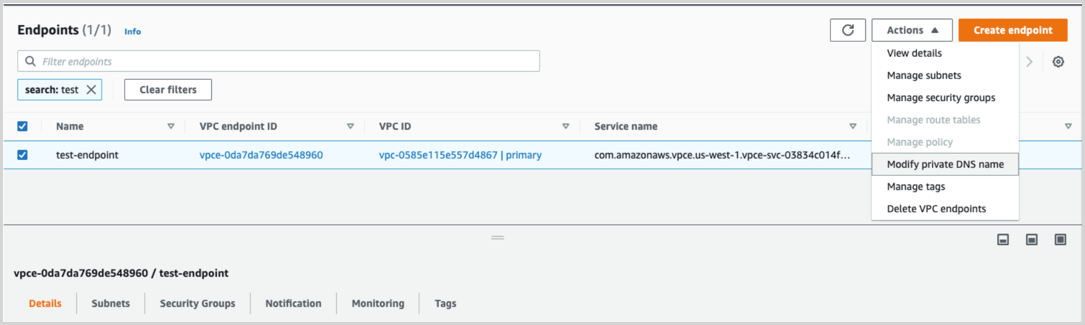 Endpoints (1/1) Info
Actions
Create endpoint
Filter endpoints
search: test
Clear filters
View details
Manage subnets
Manage security groups
Manage route tables
Manage policy
Modify private DNS name
Manage tags
Delete VPC endpoints
Name VPC endpoint ID VPC ID Service name
test-endpoint vpce-0da7da769de548960 vpc-0585e115e557d4867 | primary com.amazonaws.vpce.us-west-1.vpce-svc-03834c014f...
vpce-0da7da769de548960 / test-endpoint
Details Subnets Security Groups Notification Monitoring Tags